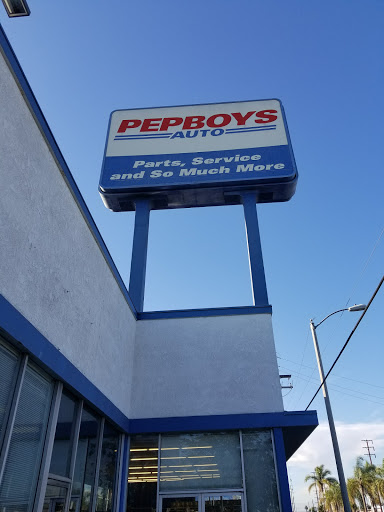 PEPBOYS
AUTO
Parts, Service
and So Much More